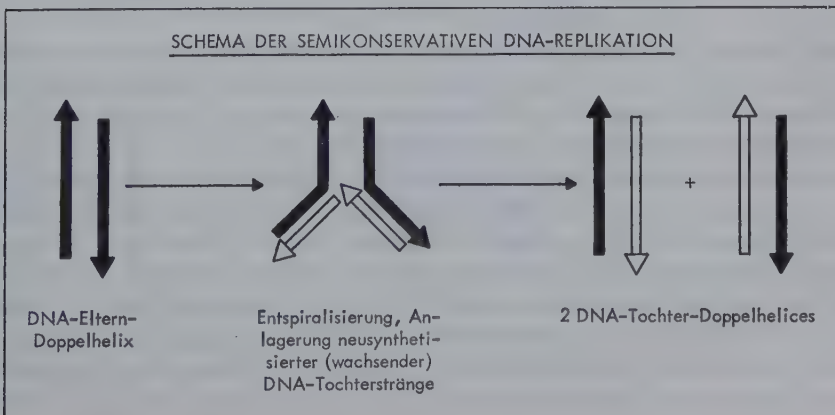 SCHEMA DER SEMIKONSERVATIVEN DNA-REPLIKATION
+
DNA-Eltern-
Doppelhelix
Entspiralisierung, An-
lagerung neusyntheti-
sierter (wachsender)
DNA-Tochterstränge
2 DNA-Tochter-Doppelhelices